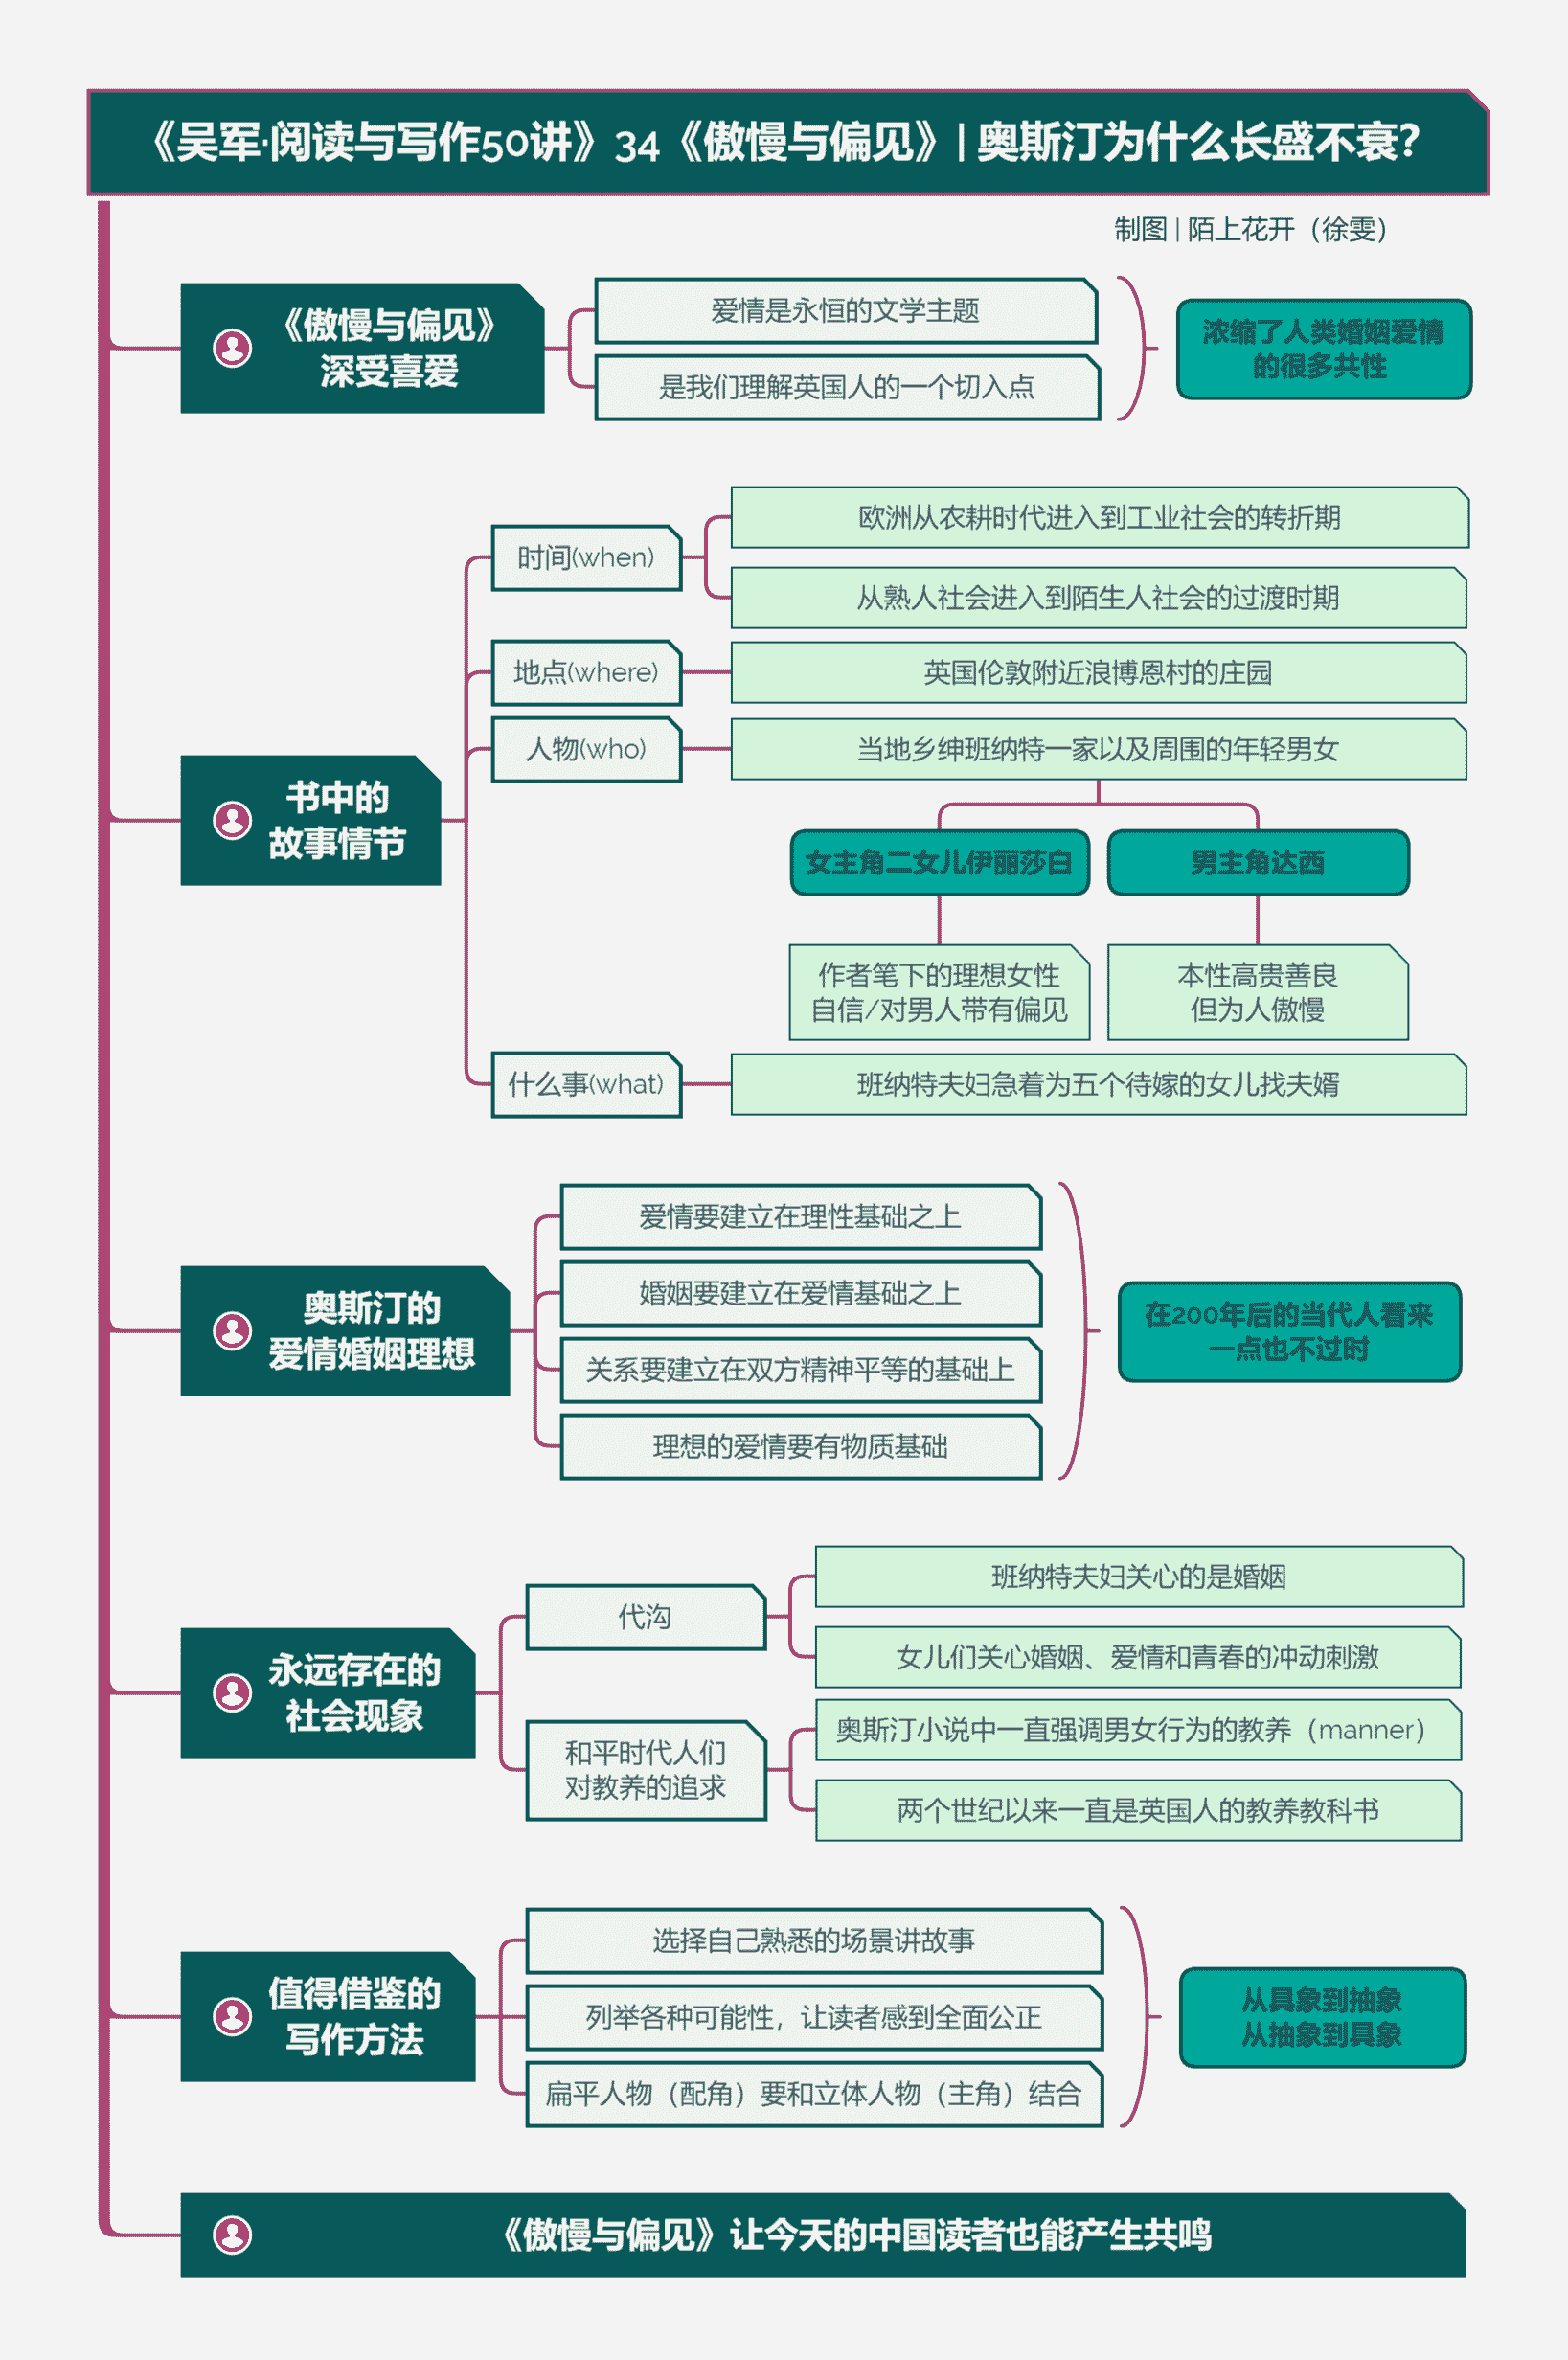 《吴军·阅读与写作50讲》34《傲慢与偏见》| 奥斯汀为什么长盛不衰？
制图 | 陌上花开（徐雯）
《傲慢与偏见》
深受喜爱
爱情是永恒的文学主题
是我们理解英国人的一个切入点
浓缩了人类婚姻爱情
的很多共性
书中的
故事情节
时间(when)
欧洲从农耕时代进入到工业社会的转折期
从熟人社会进入到陌生人社会的过渡时期
地点(where)
英国伦敦附近浪博恩村的庄园
人物(who)
当地乡绅班纳特一家以及周围的年轻男女
女主角二女儿伊丽莎白
作者笔下的理想女性
自信/对男人带有偏见
男主角达西
本性高贵善良
但为人傲慢
什么事(what)
班纳特夫妇急着为五个待嫁的女儿找夫婿
奥斯汀的
爱情婚姻理想
爱情要建立在理性基础之上
婚姻要建立在爱情基础之上
关系要建立在双方精神平等的基础上
理想的爱情要有物质基础
在200年后的当代人看来
一点也不过时
永远存在的
社会现象
代沟
班纳特夫妇关心的是婚姻
女儿们关心婚姻、爱情和青春的冲动刺激
和平时代人们
对教养的追求
奥斯汀小说中一直强调男女行为的教养（manner）
两个世纪以来一直是英国人的教养教科书
值得借鉴的
写作方法
选择自己熟悉的场景讲故事
列举各种可能性，让读者感到全面公正
扁平人物（配角）要和立体人物（主角）结合
从具象到抽象
从抽象到具象
《傲慢与偏见》让今天的中国读者也能产生共鸣